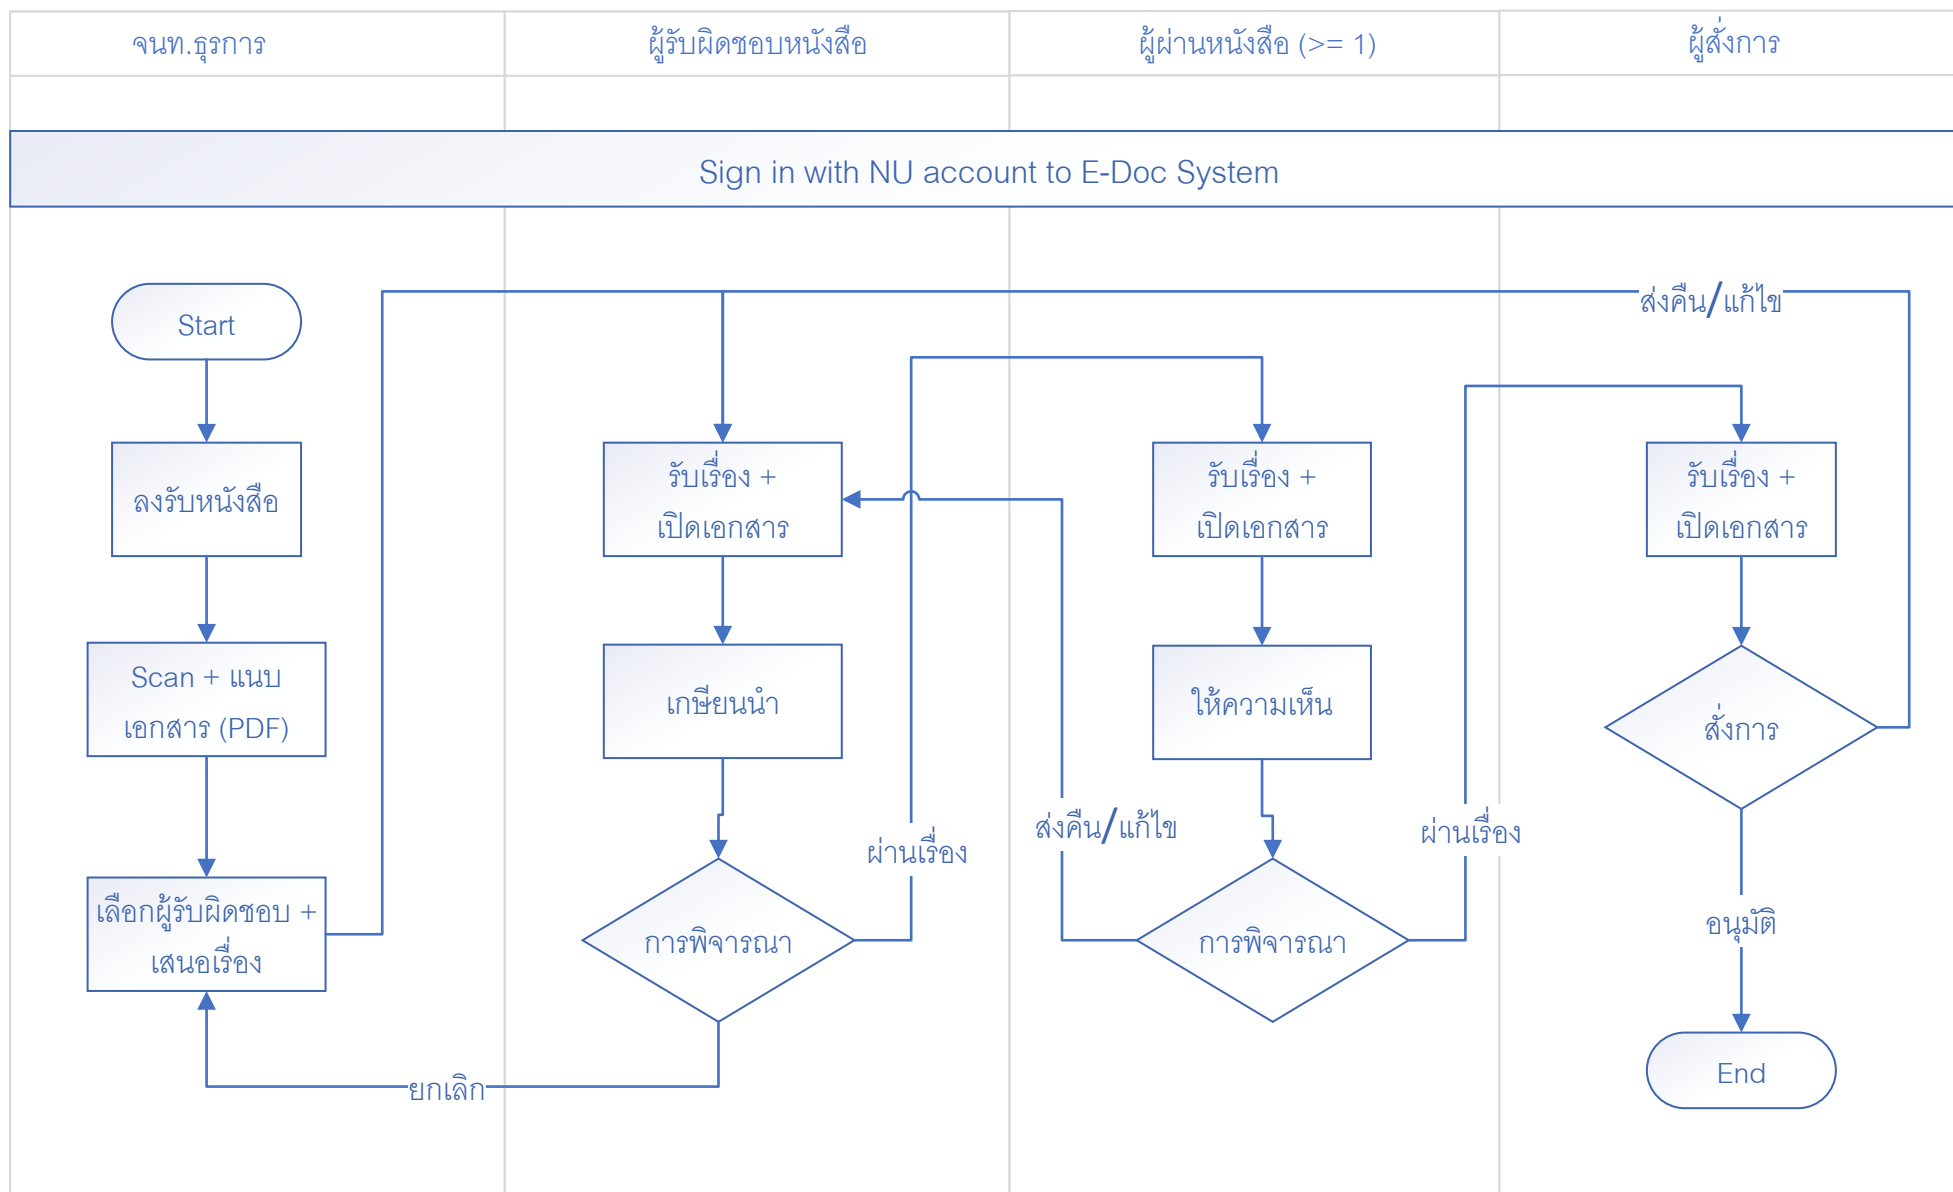 จนท.ธุรการ
ผู้รับผิดชอบหนังสือ
ผู้ผ่านหนังสือ (>= 1)
ผู้สั่งการ
Sign in with NU account to E-Doc System
Start
ลงรับหนังสือ
Scan + แนบ
เอกสาร (PDF)
เลือกผู้รับผิดชอบ +
เสนอเรื่อง
ยกเลิก
รับเรื่อง +
เปิดเอกสาร
เกษียนนำ
การพิจารณา
ผ่านเรื่อง
รับเรื่อง +
เปิดเอกสาร
ให้ความเห็น
การพิจารณา
ส่งคืน/แก้ไข
ผ่านเรื่อง
ส่งคืน/แก้ไข
รับเรื่อง +
เปิดเอกสาร
สั่งการ
อนุมัติ
End